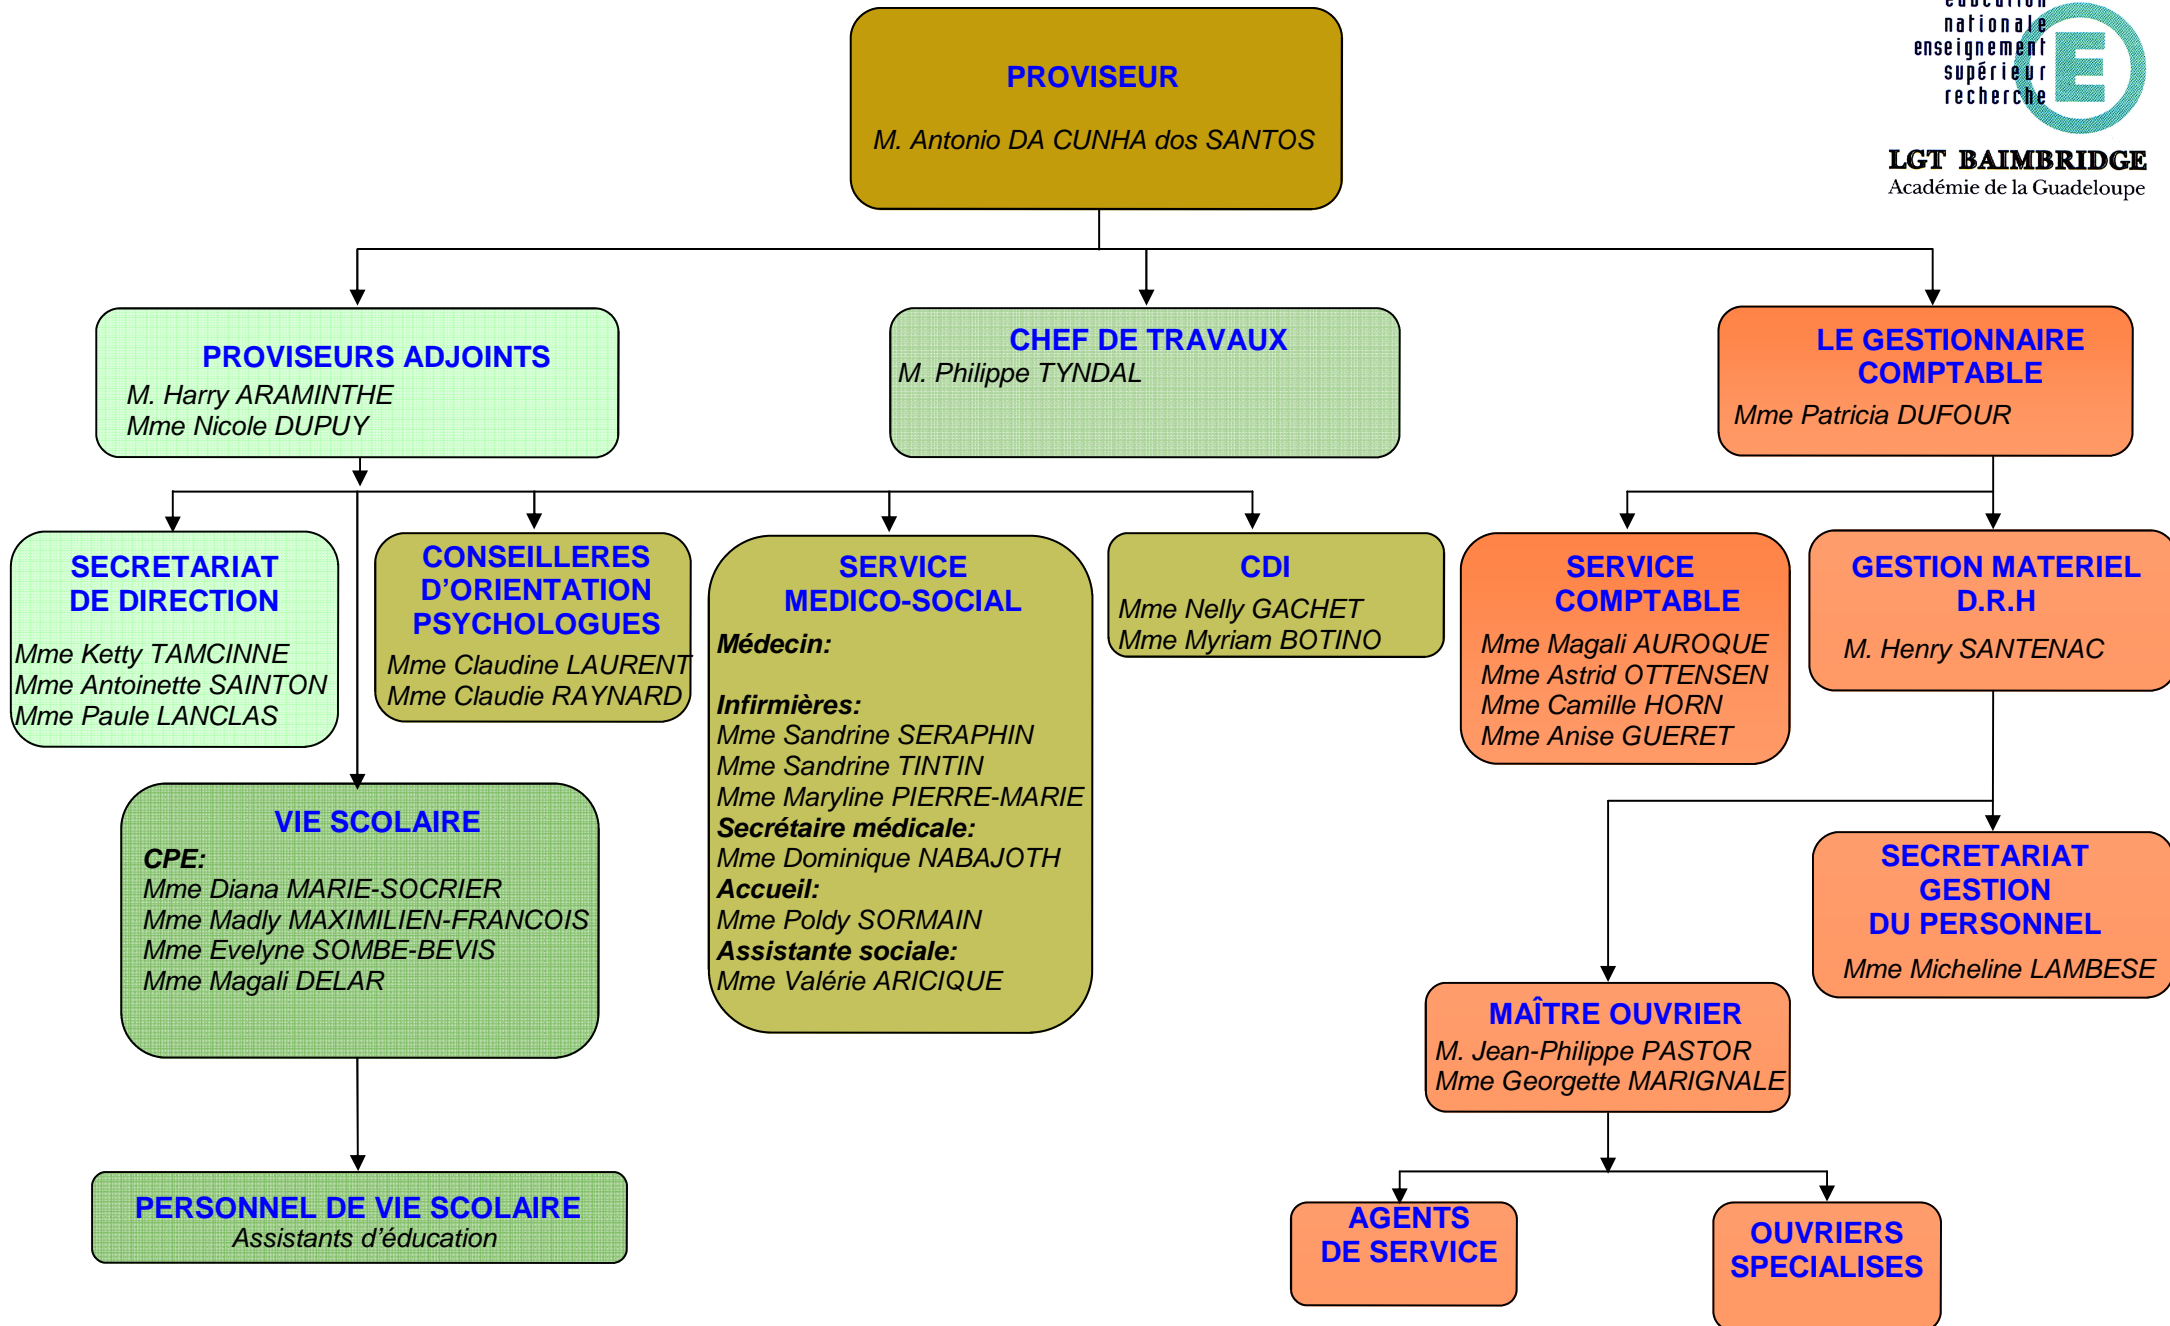 éducation
nationale
enseignement
supérieur
recherche
LGT BAIMBRIDGE
Académie de la Guadeloupe
PROVISEUR
M. Antonio DA CUNHA dos SANTOS
PROVISEURS ADJOINTS
M. Harry ARAMINTHE
Mme Nicole DUPUY
CHEF DE TRAVAUX
M. Philippe TYNDAL
LE GESTIONNAIRE
COMPTABLE
Mme Patricia DUFOUR
SECRETARIAT
DE DIRECTION
Mme Ketty TAMCINNE
Mme Antoinette SAINTON
Mme Paule LANCLAS
CONSEILLERES
D’ORIENTATION
PSYCHOLOGUES
Mme Claudine LAURENT
Mme Claudie RAYNARD
SERVICE
MEDICO-SOCIAL
Médecin:
Infirmières:
Mme Sandrine SERAPHIN
Mme Sandrine TINTIN
Mme Maryline PIERRE-MARIE
Secrétaire médicale:
Mme Dominique NABAJOTH
Accueil:
Mme Poldy SORMAIN
Assistante sociale:
Mme Valérie ARICIQUE
CDI
Mme Nelly GACHET
Mme Myriam BOTINO
SERVICE
COMPTABLE
Mme Magali AUROQUE
Mme Astrid OTTENSEN
Mme Camille HORN
Mme Anise GUERET
GESTION MATERIEL
D.R.H
M. Henry SANTENAC
VIE SCOLAIRE
CPE:
Mme Diana MARIE-SOCRIER
Mme Madly MAXIMILIEN-FRANCOIS
Mme Evelyne SOMBE-BEVIS
Mme Magali DELAR
SECRETARIAT
GESTION
DU PERSONNEL
Mme Micheline LAMBESE
MAÎTRE OUVRIER
M. Jean-Philippe PASTOR
Mme Georgette MARIGNALE
PERSONNEL DE VIE SCOLAIRE
Assistants d’éducation
AGENTS
DE SERVICE
OUVRIERS
SPECIALISES